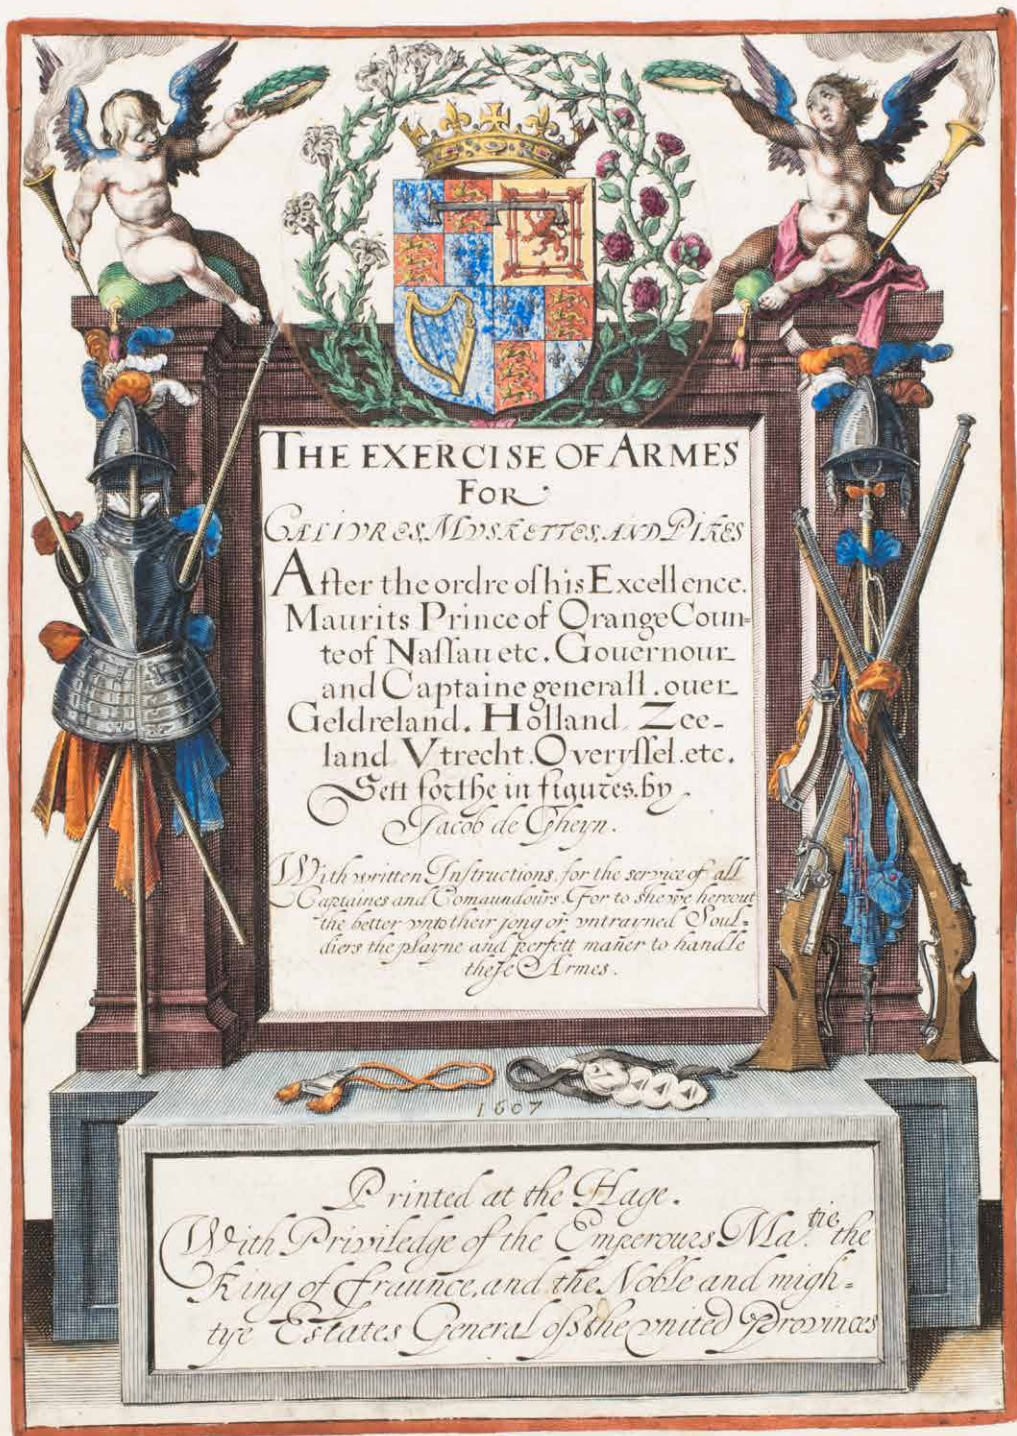 THE EXERCISE OF ARMES
FOR
CALIVRES, MVSKETTES, AND PIKES
After the ordre of his Excellence.
Maurits Prince of Orange Coun=
te of Nassau etc. Gouernour
and Captaine generall. ouer
Geldreland. Holland Zee-
land Vtrecht. Overyssel. etc.
Sett forthe in figures. by
Jacob de Gheyn.
With written Instructions. for the service of all
Captaines and Comaundours. For to shewe hereout
the better vnto their jong or vntrayned Soul=
diers the playne and perfett maner to handle
these Armes.
1607
Printed at the Hage.
With Priviledge of the Emperoures Ma.tie the
King of fraunce, and the Noble and migh=
tye Estates General of the vnited Provinces